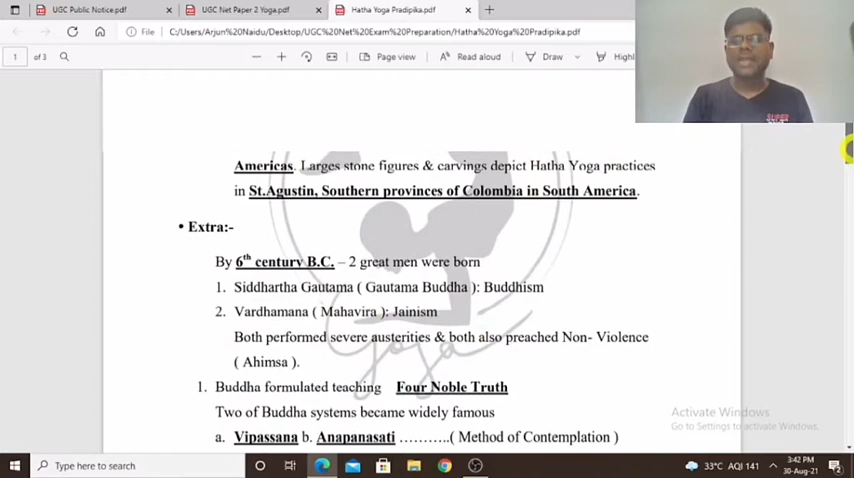 UGC Public Notice.pdf
UGC Net Paper 2 Yoga.pdf
Hatha Yoga Pradipika.pdf
File
C:/Users/Arjun%20Naidu/Desktop/UGC%20Net%20Exam%20Preparation/Hatha%20Yoga%20Pradipika.pdf
1 of 3
Page view
Read aloud
Draw
Highl
SUPER
Americas. Larges stone figures & carvings depict Hatha Yoga practices
in St.Agustin, Southern provinces of Colombia in South America.
• Extra:-
By 6th century B.C. – 2 great men were born
1. Siddhartha Gautama ( Gautama Buddha ): Buddhism
2. Vardhamana ( Mahavira ): Jainism
Both performed severe austerities & both also preached Non- Violence
( Ahimsa ).
1. Buddha formulated teaching Four Noble Truth
Two of Buddha systems became widely famous
a. Vipassana b. Anapanasati ..........( Method of Contemplation )
yoga
Activate Windows
Go to Settings to activate Windows.
Type here to search
33°C AQI 141
3:42 PM
30-Aug-21
2